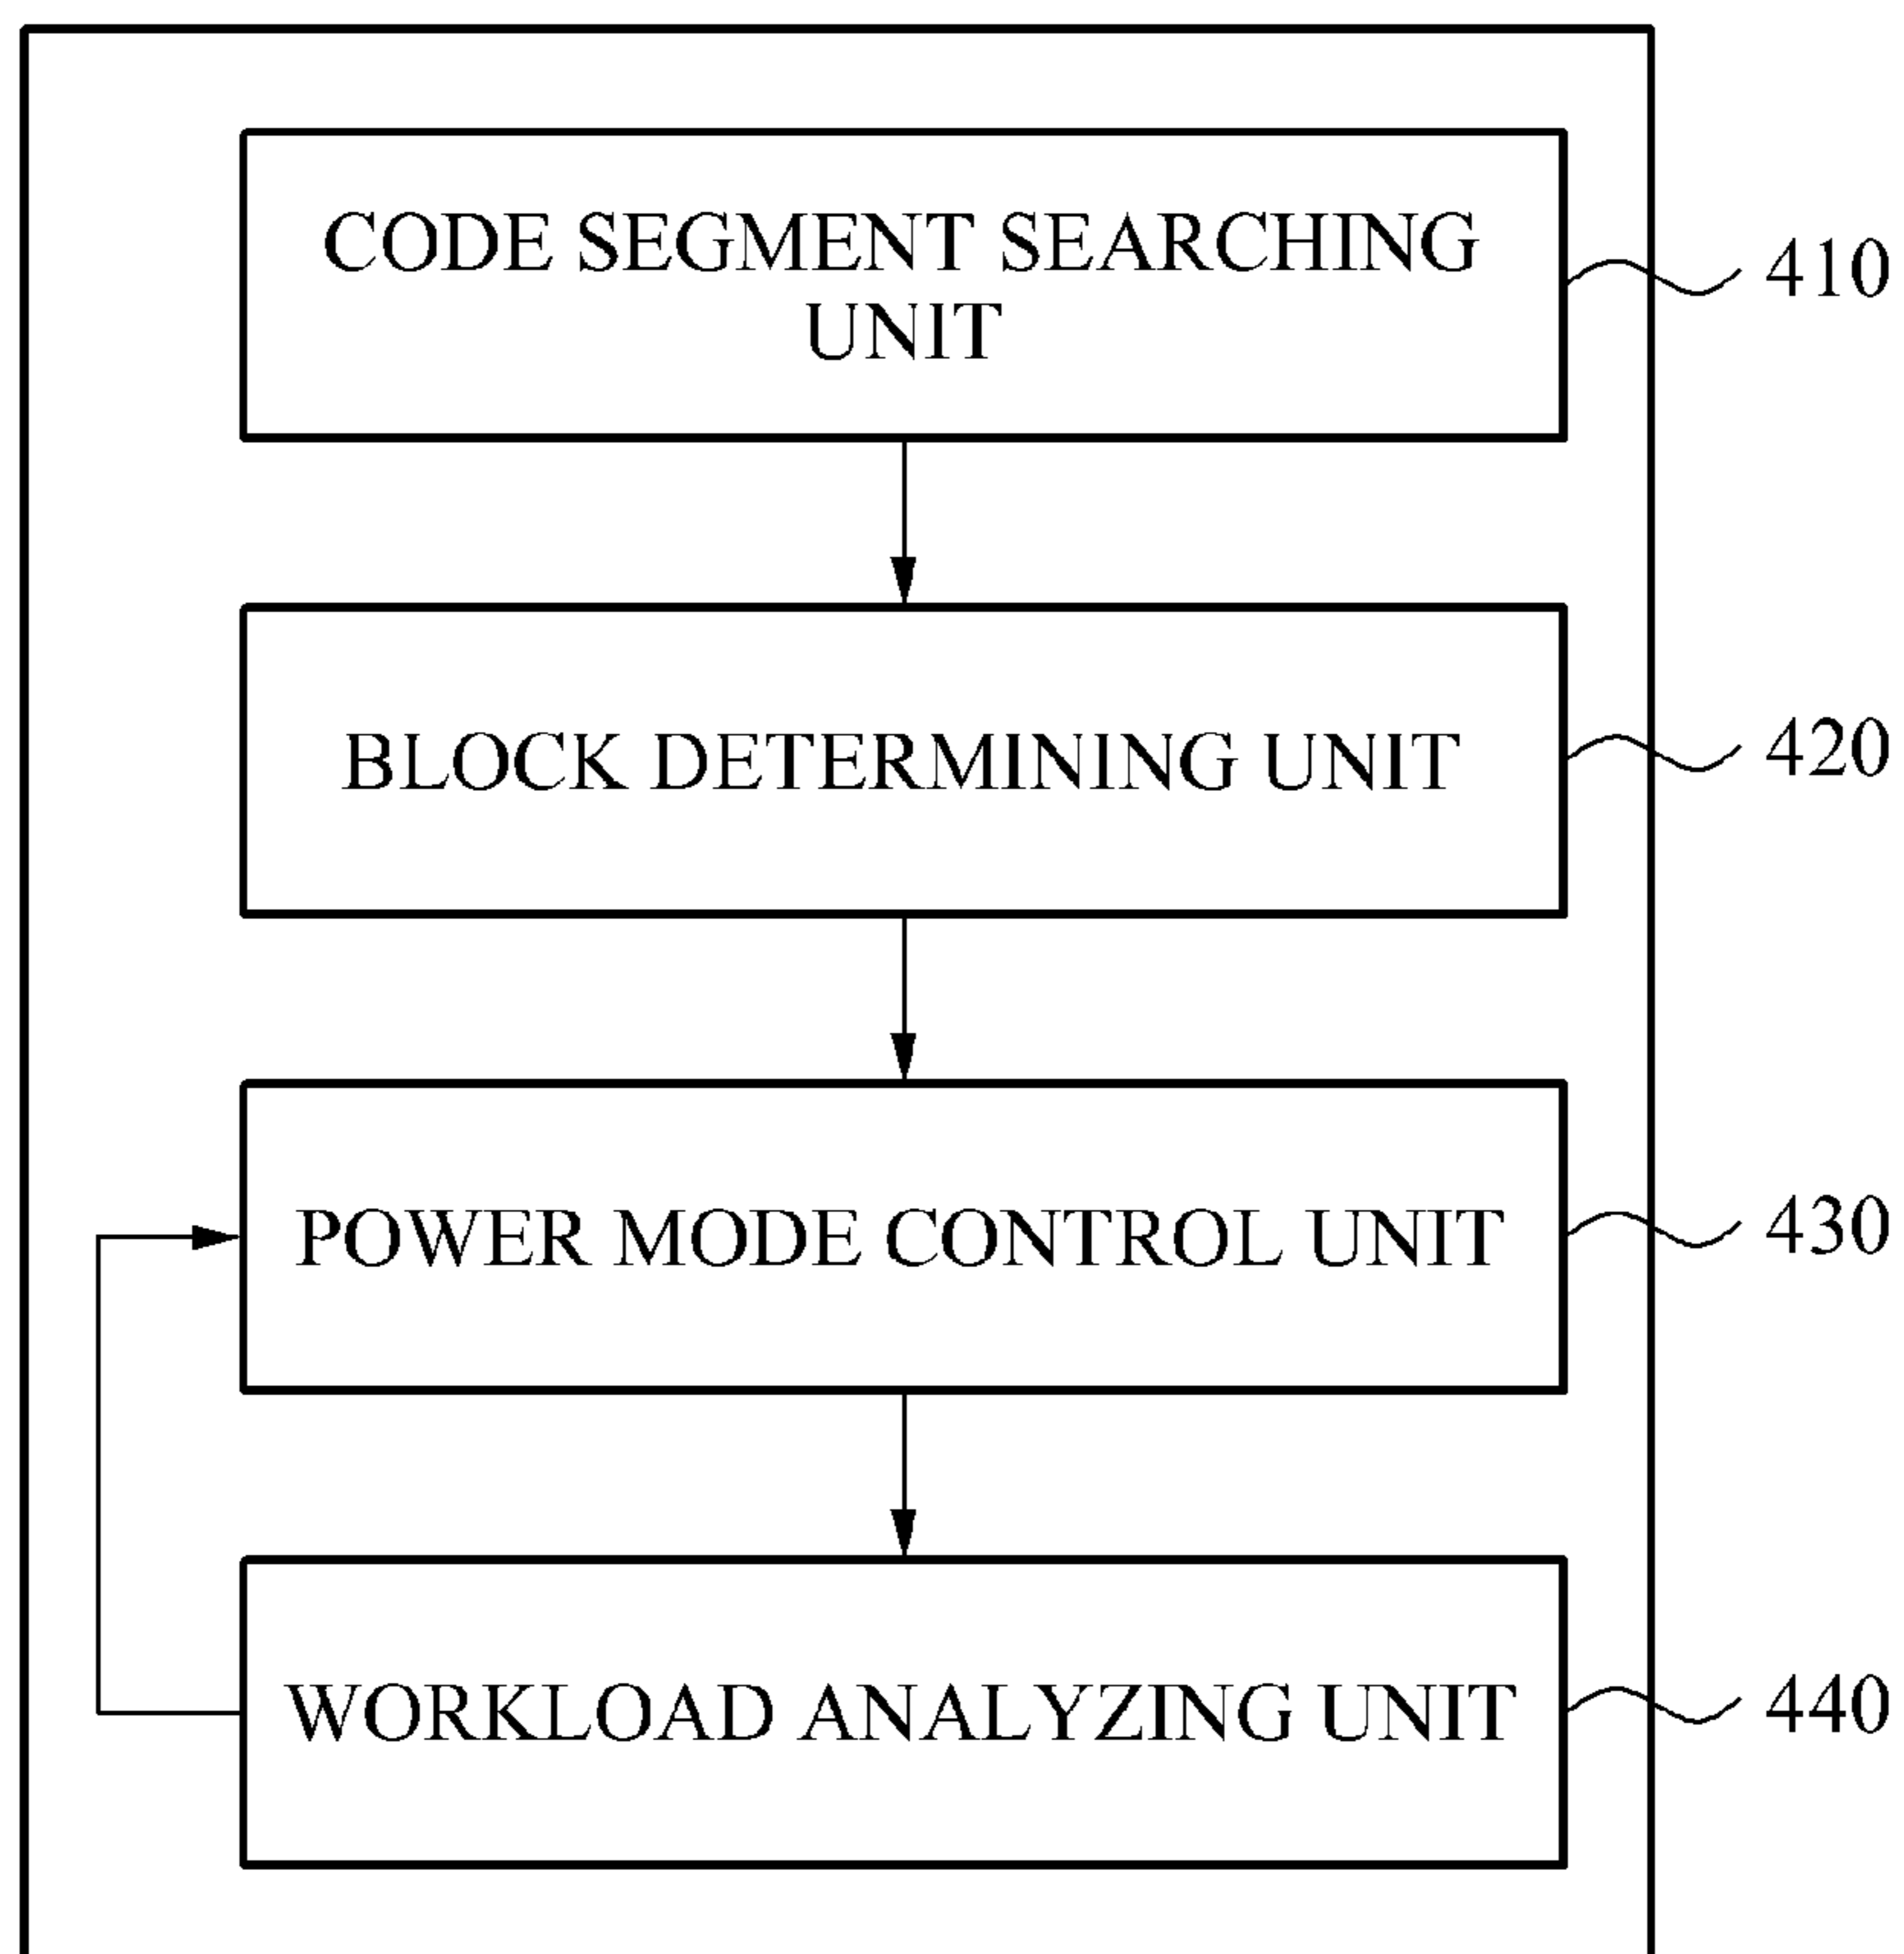 CODE SEGMENT SEARCHING
UNIT
410
BLOCK DETERMINING UNIT
420
POWER MODE CONTROL UNIT
430
WORKLOAD ANALYZING UNIT
440